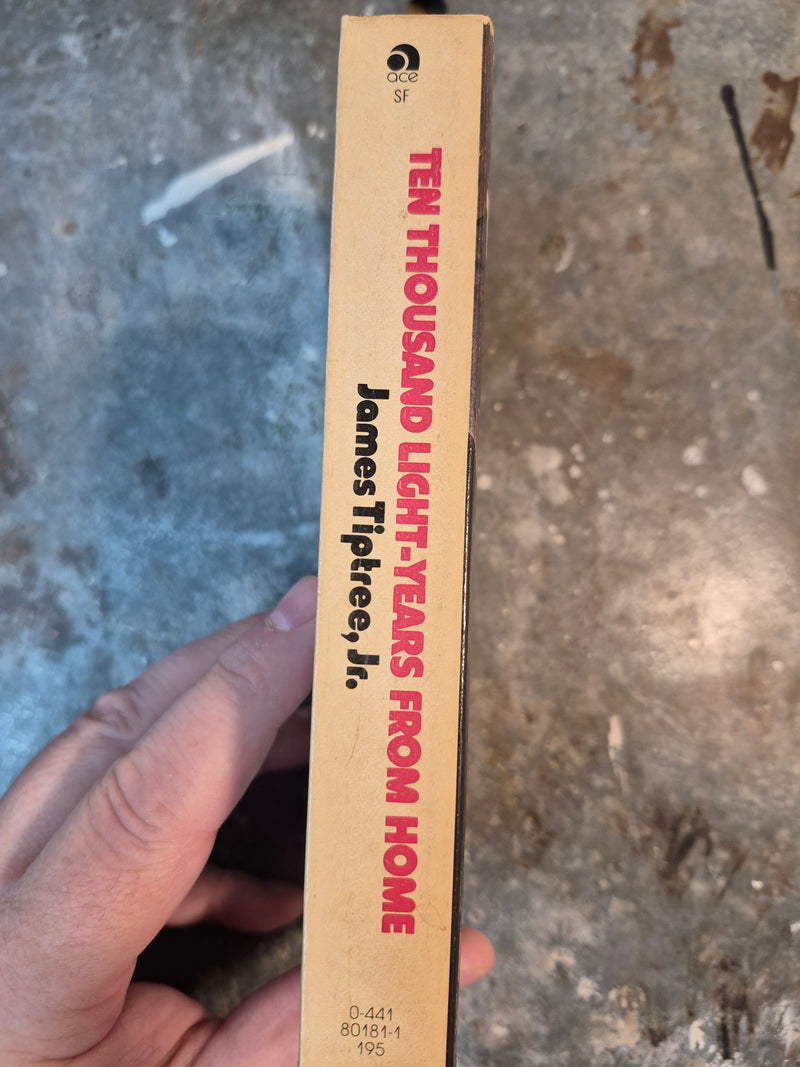 ace
SF
TEN THOUSAND LIGHT-YEARS FROM HOME
James Tiptree, Jr.
0-441
80181-1
195